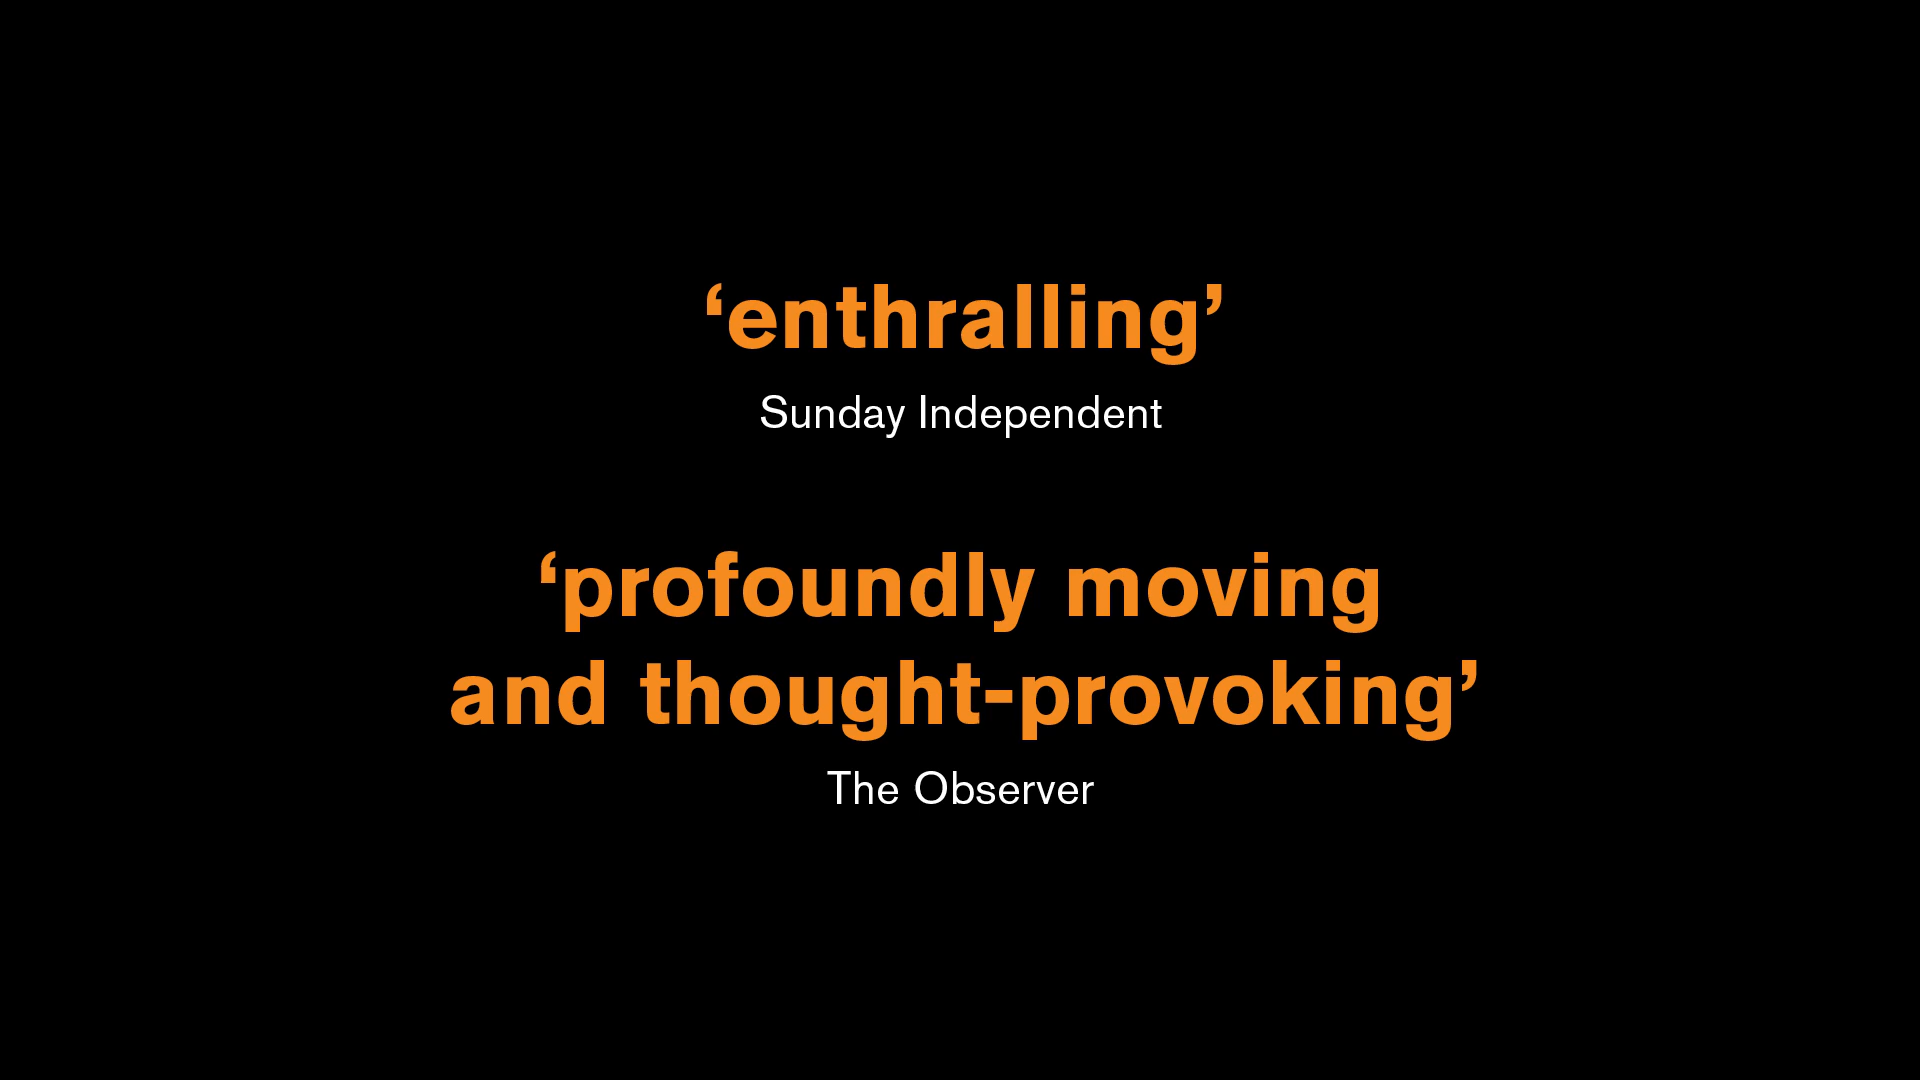 ‘enthralling’
Sunday Independent
‘profoundly moving
and thought-provoking’
The Observer